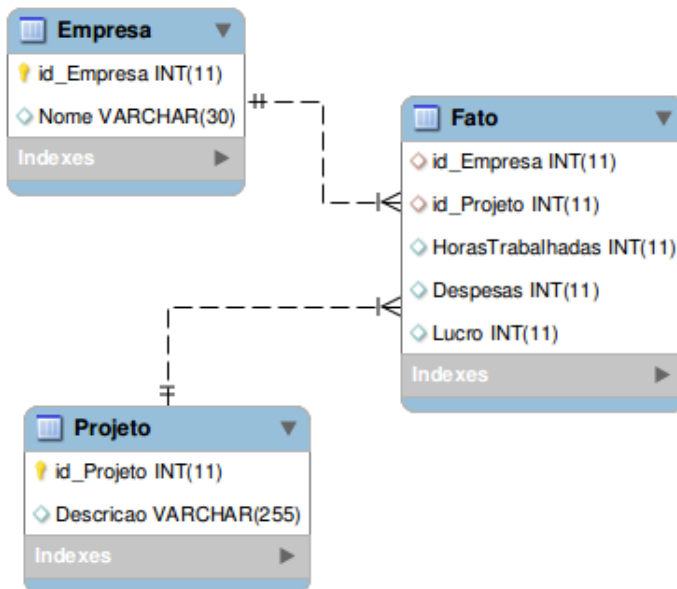 Empresa
id_Empresa INT(11)
Nome VARCHAR(30)
Indexes
Fato
id_Empresa INT(11)
id_Projeto INT(11)
HorasTrabalhadas INT(11)
Despesas INT(11)
Lucro INT(11)
Indexes
Projeto
id_Projeto INT(11)
Descricao VARCHAR(255)
Indexes